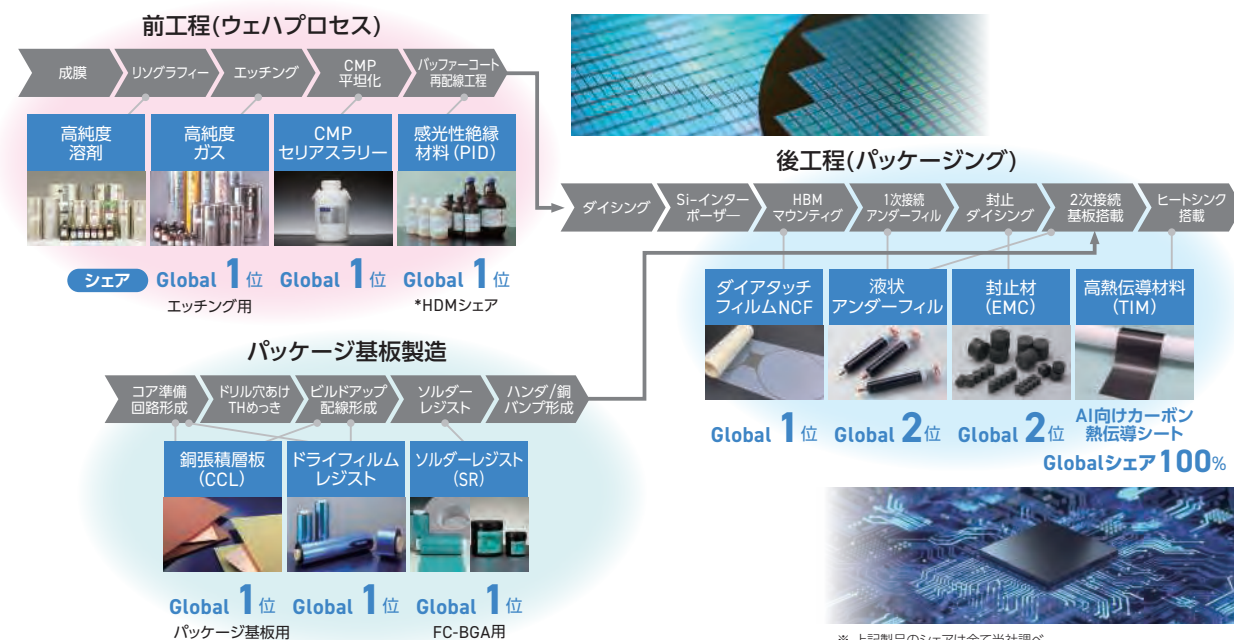 前工程(ウェハプロセス)
成膜
リソグラフィー
エッチング
CMP
平坦化
バッファーコート
再配線工程
高純度
溶剤
高純度
ガス
CMP
セリアスラリー
感光性絶縁
材料(PID)
シェア
Global 1位
エッチング用
Global 1位
Global 1位
*HDMシェア
後工程(パッケージング)
ダイシング
Si-インター
ポーザー
HBM
マウンティグ
1次接続
アンダーフィル
封止
ダイシング
2次接続
基板搭載
ヒートシンク
搭載
ダイアタッチ
フィルムNCF
液状
アンダーフィル
封止材
(EMC)
高熱伝導材料
(TIM)
Global 1位
Global 2位
Global 2位
AI向けカーボン
熱伝導シート
Globalシェア100%
パッケージ基板製造
コア準備
回路形成
ドリル穴あけ
THめっき
ビルドアップ
配線形成
ソルダー
レジスト
ハンダ/銅
バンプ形成
銅張積層板
(CCL)
ドライフィルム
レジスト
ソルダーレジスト
(SR)
Global 1位
パッケージ基板用
Global 1位
Global 1位
FC-BGA用
※ 上記製品のシェアは全て当社調べ